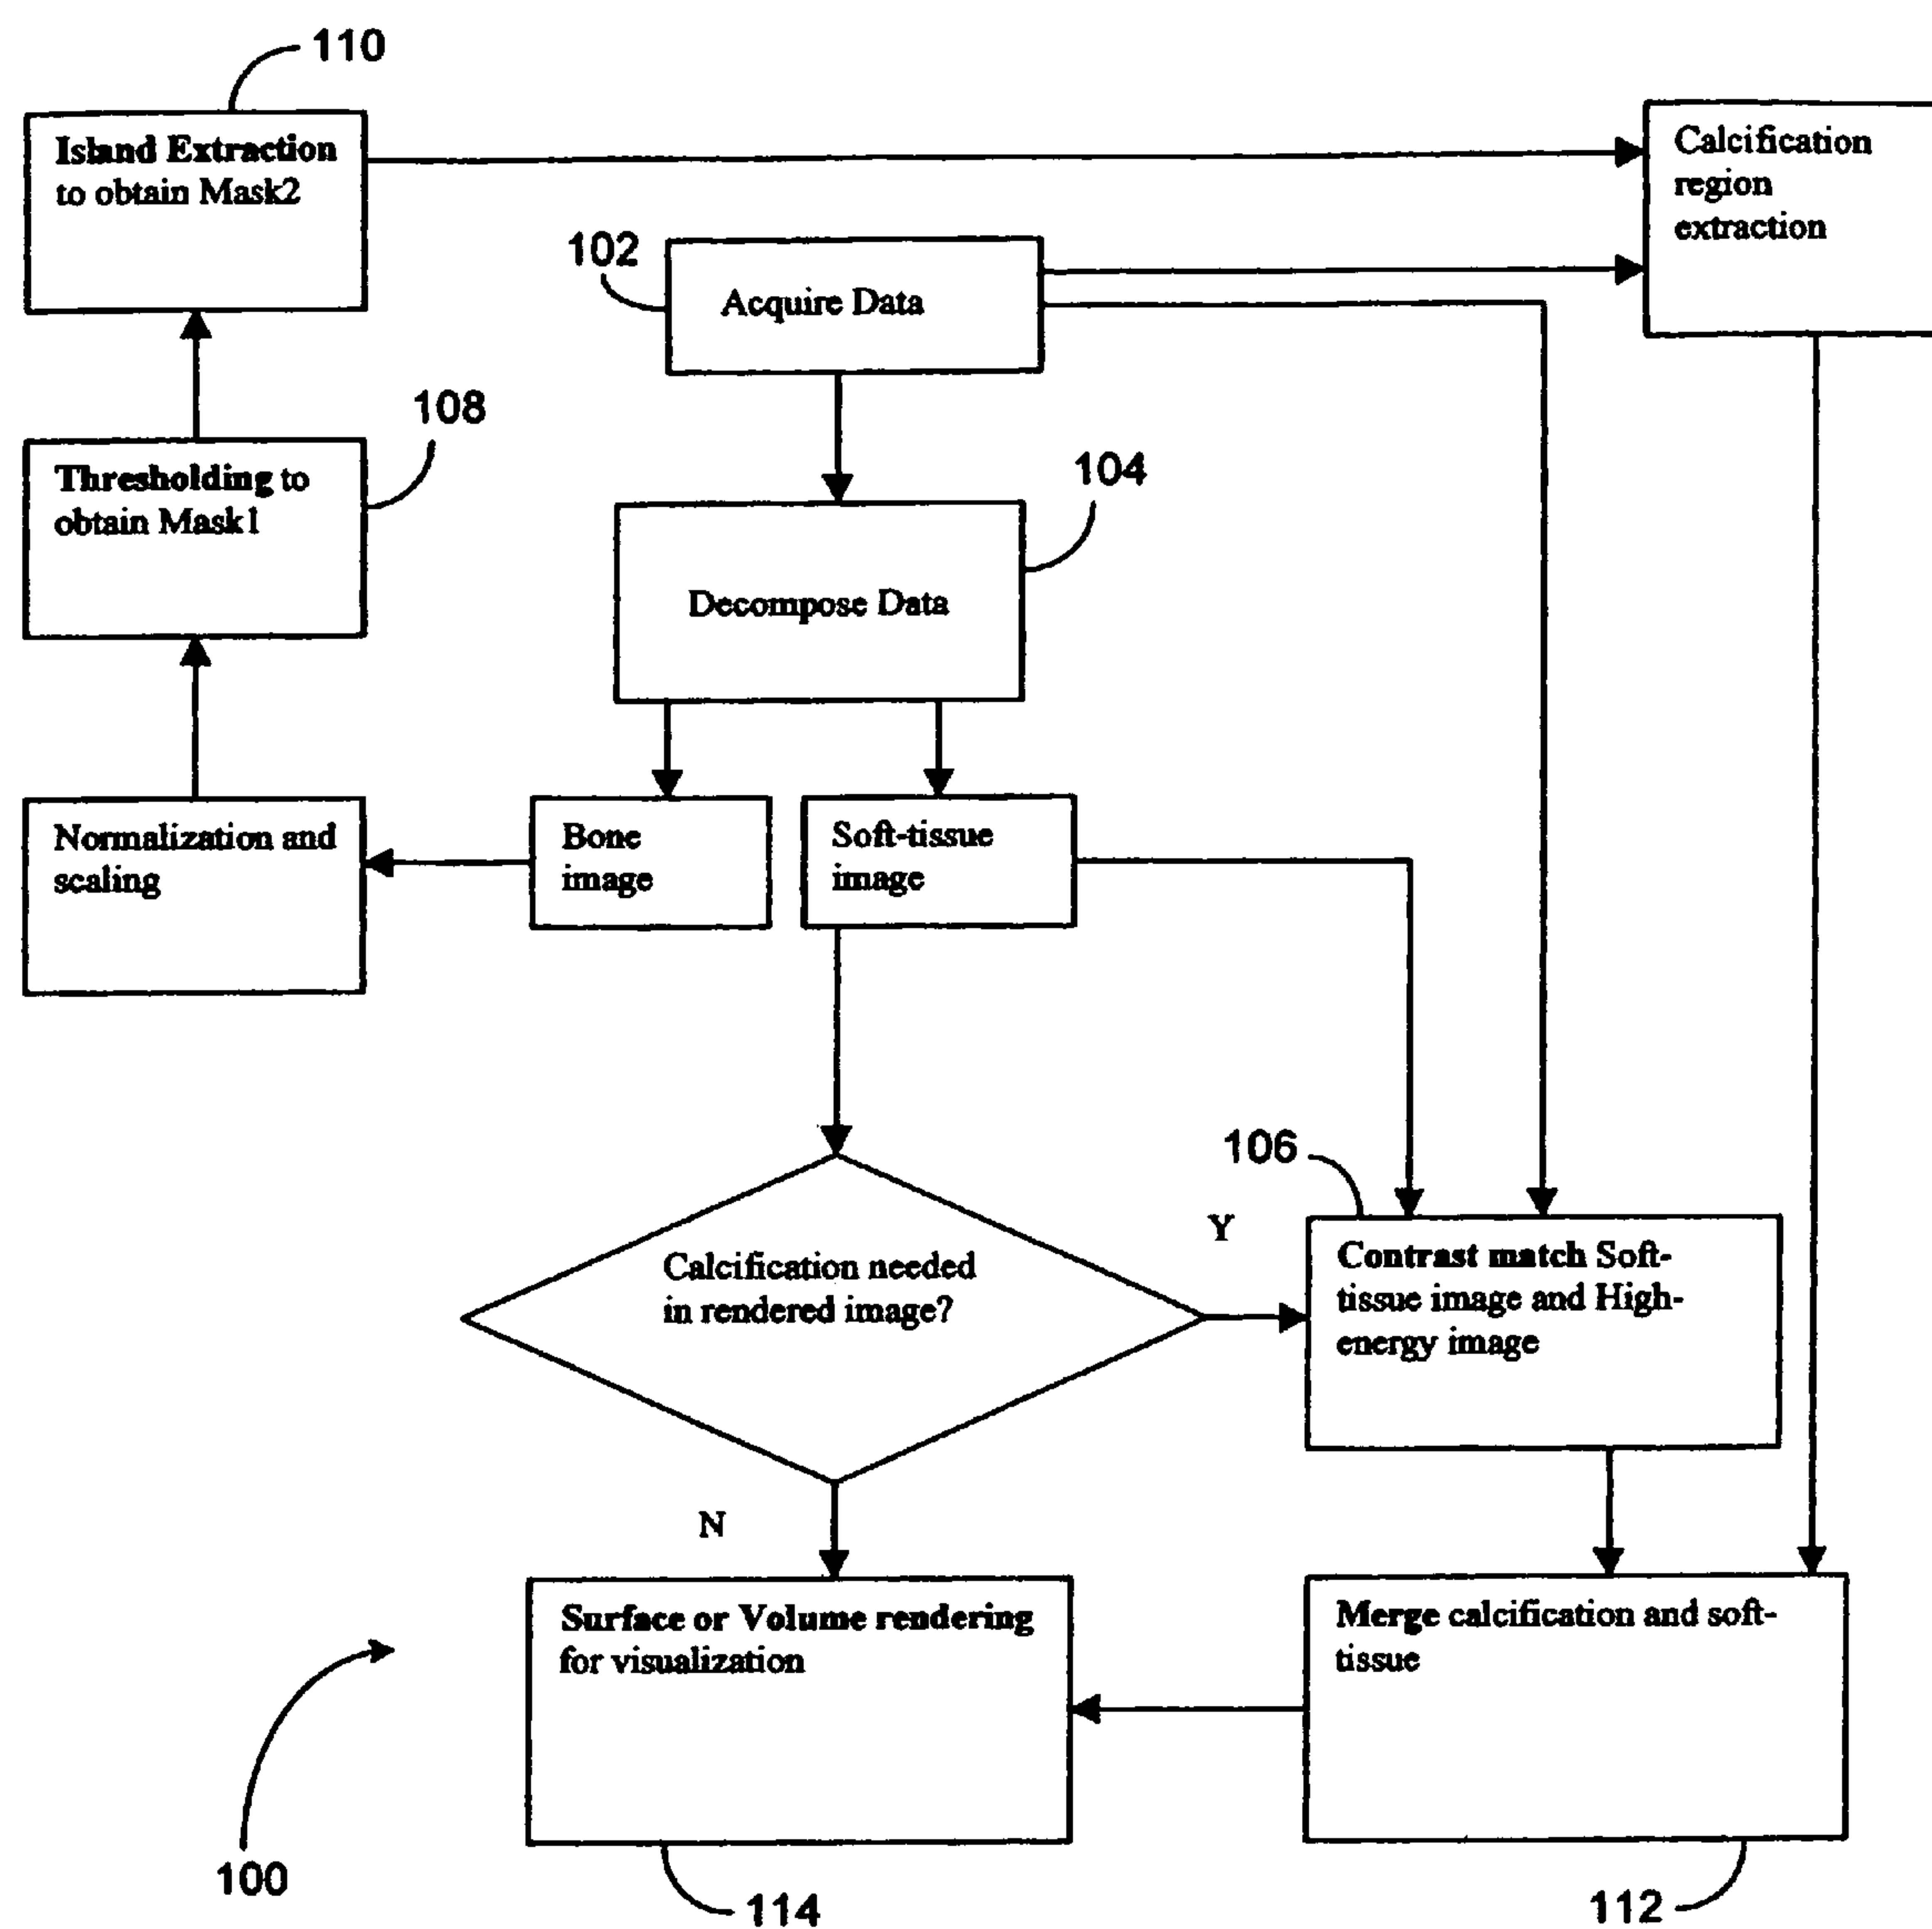 110
Island Extraction
to obtain Mask2
Calcification
region
extraction
102
Acquire Data
108
Thresholding to
obtain Mask1
104
Decompose Data
Normalization and
scaling
Bone
image
Soft-tissue
image
106
Y
Calcification needed
in rendered image?
Contrast match Soft-
tissue image and High-
energy image
N
Surface or Volume rendering
for visualization
Merge calcification and soft-
tissue
100
114
112